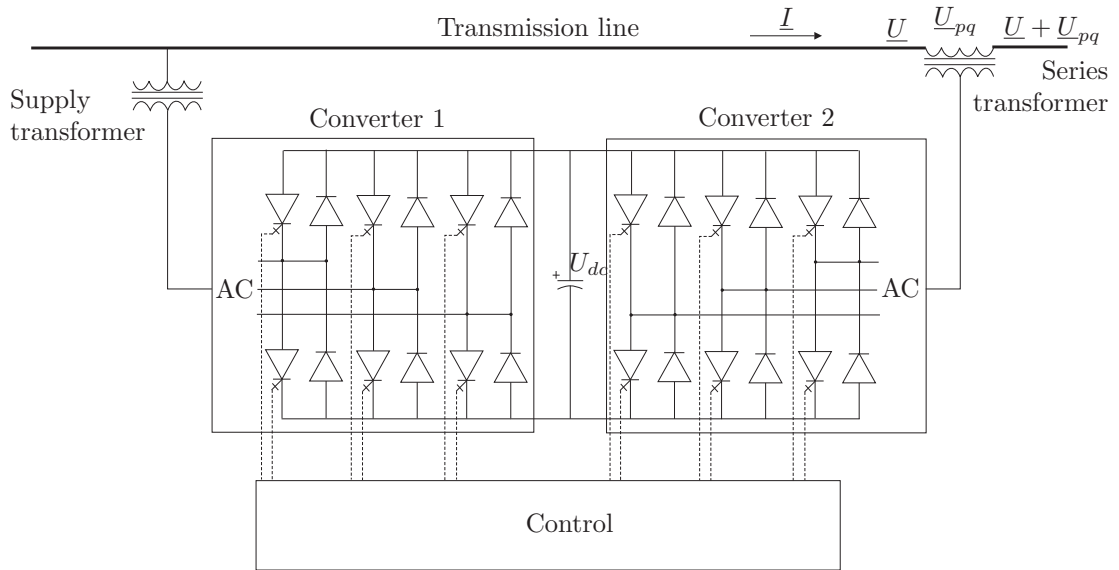 Transmission line
I
U
U_pq
U + U_pq
Supply
transformer
Series
transformer
Converter 1
Converter 2
AC
+
U_dc
AC
Control